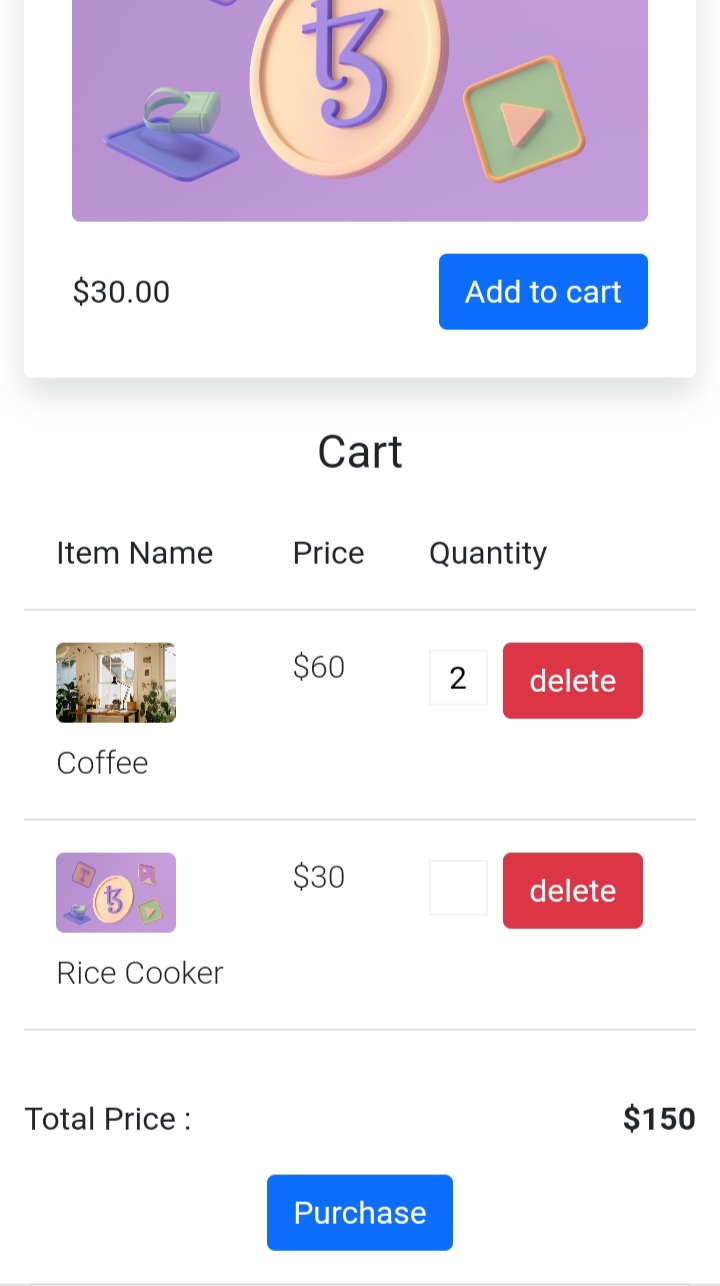 $30.00 Add to cart
Cart
Item Name Price Quantity
$60 2 delete
Coffee
$30 delete
Rice Cooker
Total Price : $150
Purchase